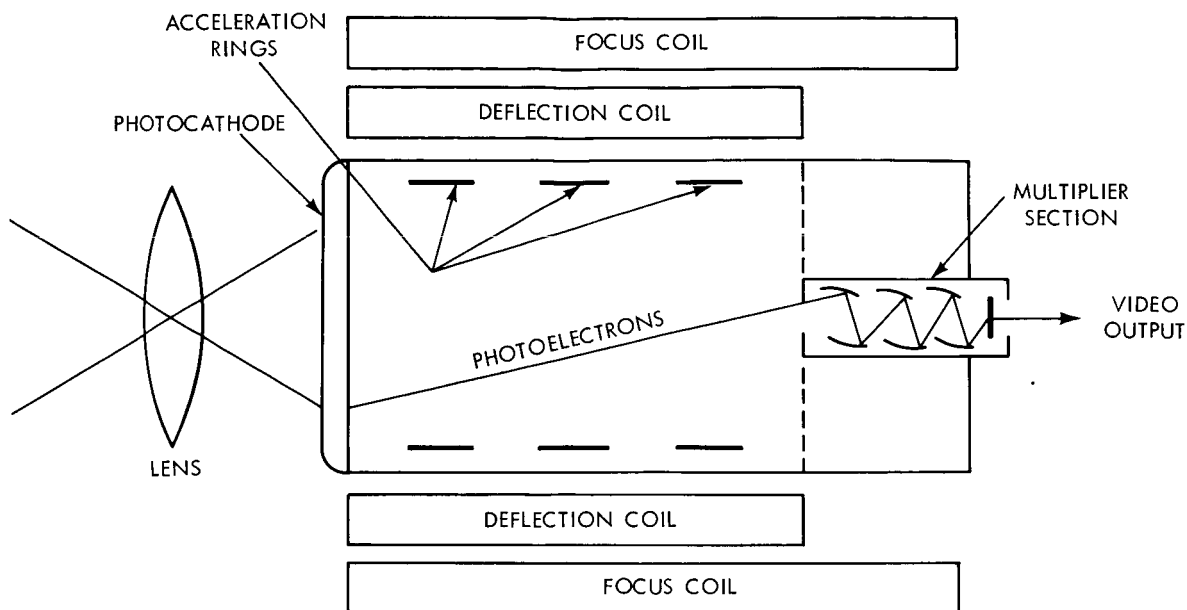 ACCELERATION
RINGS
FOCUS COIL
DEFLECTION COIL
PHOTOCATHODE
MULTIPLIER
SECTION
PHOTOELECTRONS
VIDEO
OUTPUT
LENS
DEFLECTION COIL
FOCUS COIL